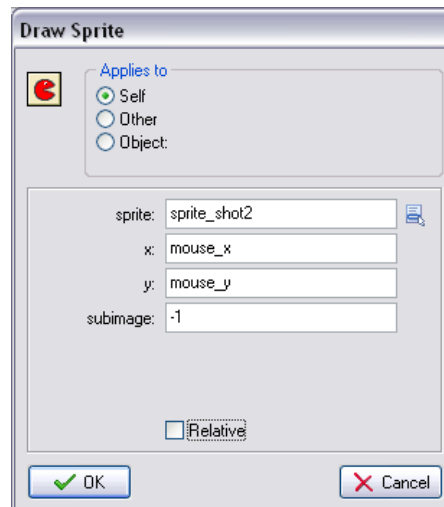 Draw Sprite
Applies to
Self
Other
Object:
sprite: sprite_shot2
x: mouse_x
y: mouse_y
subimage: -1
Relative
OK Cancel